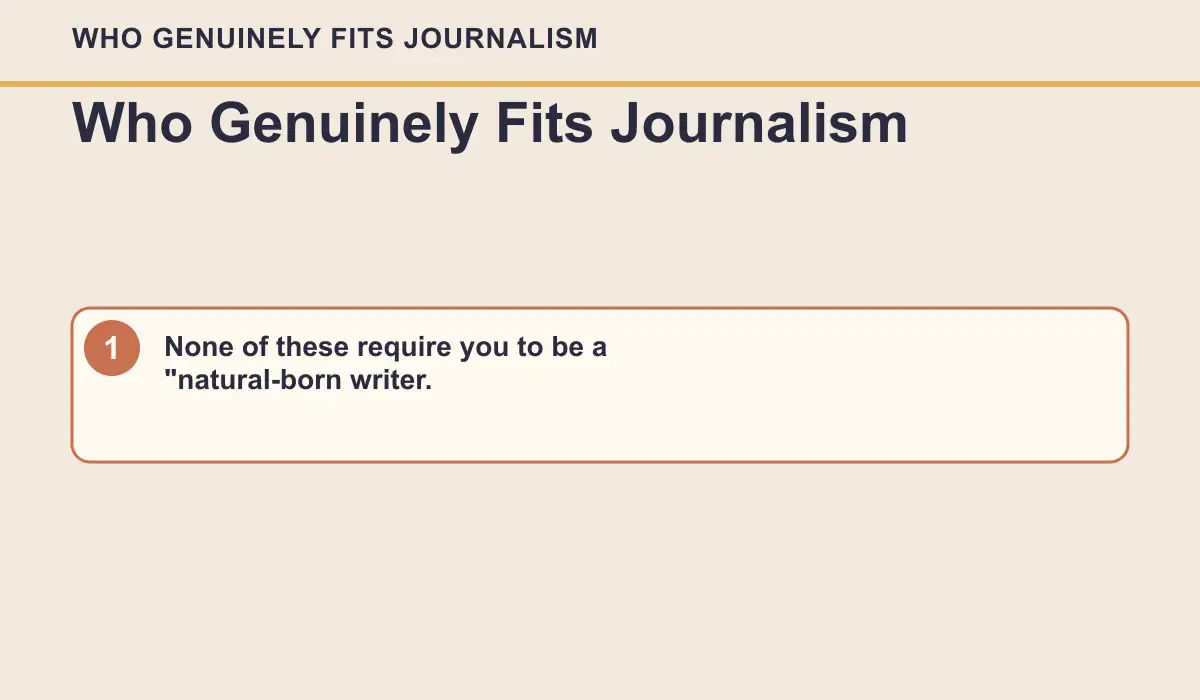 WHO GENUINELY FITS JOURNALISM
Who Genuinely Fits Journalism
1
None of these require you to be a
"natural-born writer.